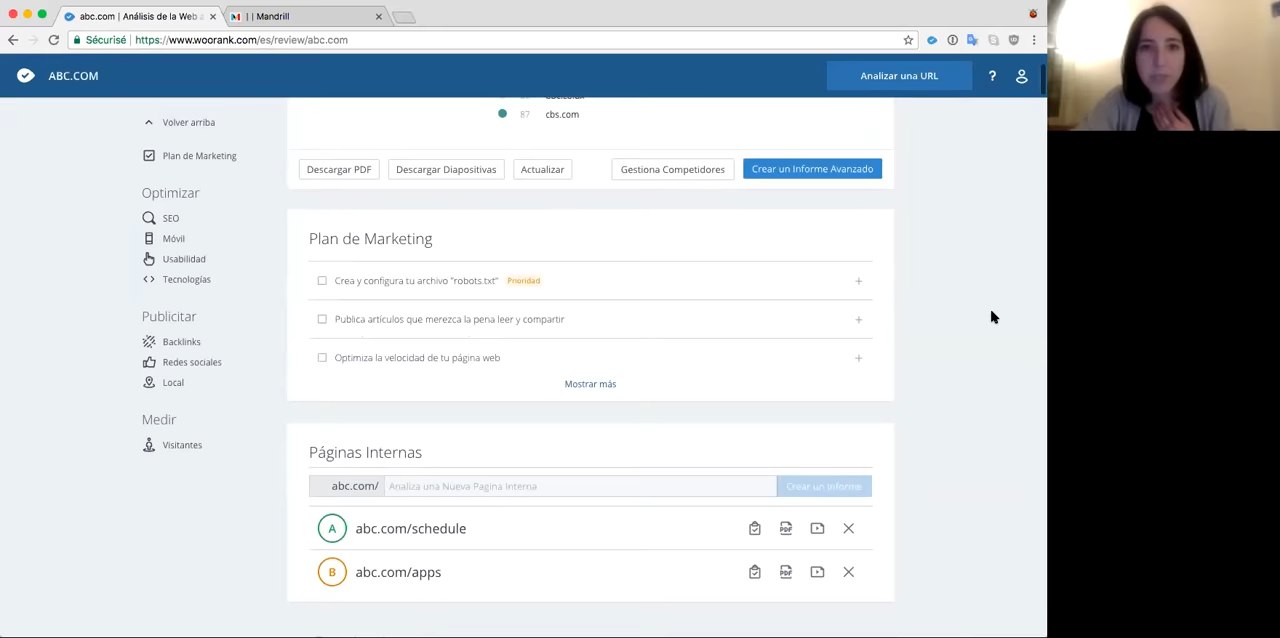 abc.com | Análisis de la Web a
| | Mandrill
Sécurisé | https://www.woorank.com/es/review/abc.com
ABC.COM
Analizar una URL
?
87 cbs.com
Volver arriba
Plan de Marketing
Optimizar
SEO
Móvil
Usabilidad
Tecnologías
Publicitar
Backlinks
Redes sociales
Local
Medir
Visitantes
Descargar PDF
Descargar Diapositivas
Actualizar
Gestiona Competidores
Crear un Informe Avanzado
Plan de Marketing
Crea y configura tu archivo "robots.txt" Prioridad
Publica artículos que merezca la pena leer y compartir
Optimiza la velocidad de tu página web
Mostrar más
Páginas Internas
abc.com/ Analiza una Nueva Pagina Interna Crear un Informe
A abc.com/schedule PDF
B abc.com/apps PDF